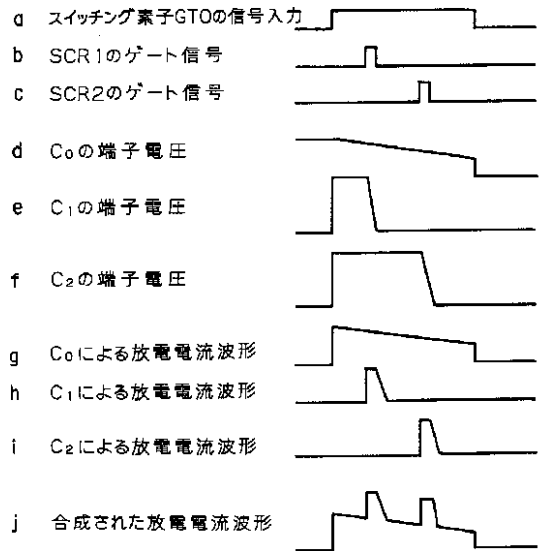 a スイッチング素子GTOの信号入力
b SCR1のゲート信号
c SCR2のゲート信号
d C₀の端子電圧
e C₁の端子電圧
f C₂の端子電圧
g C₀による放電電流波形
h C₁による放電電流波形
i C₂による放電電流波形
j 合成された放電電流波形